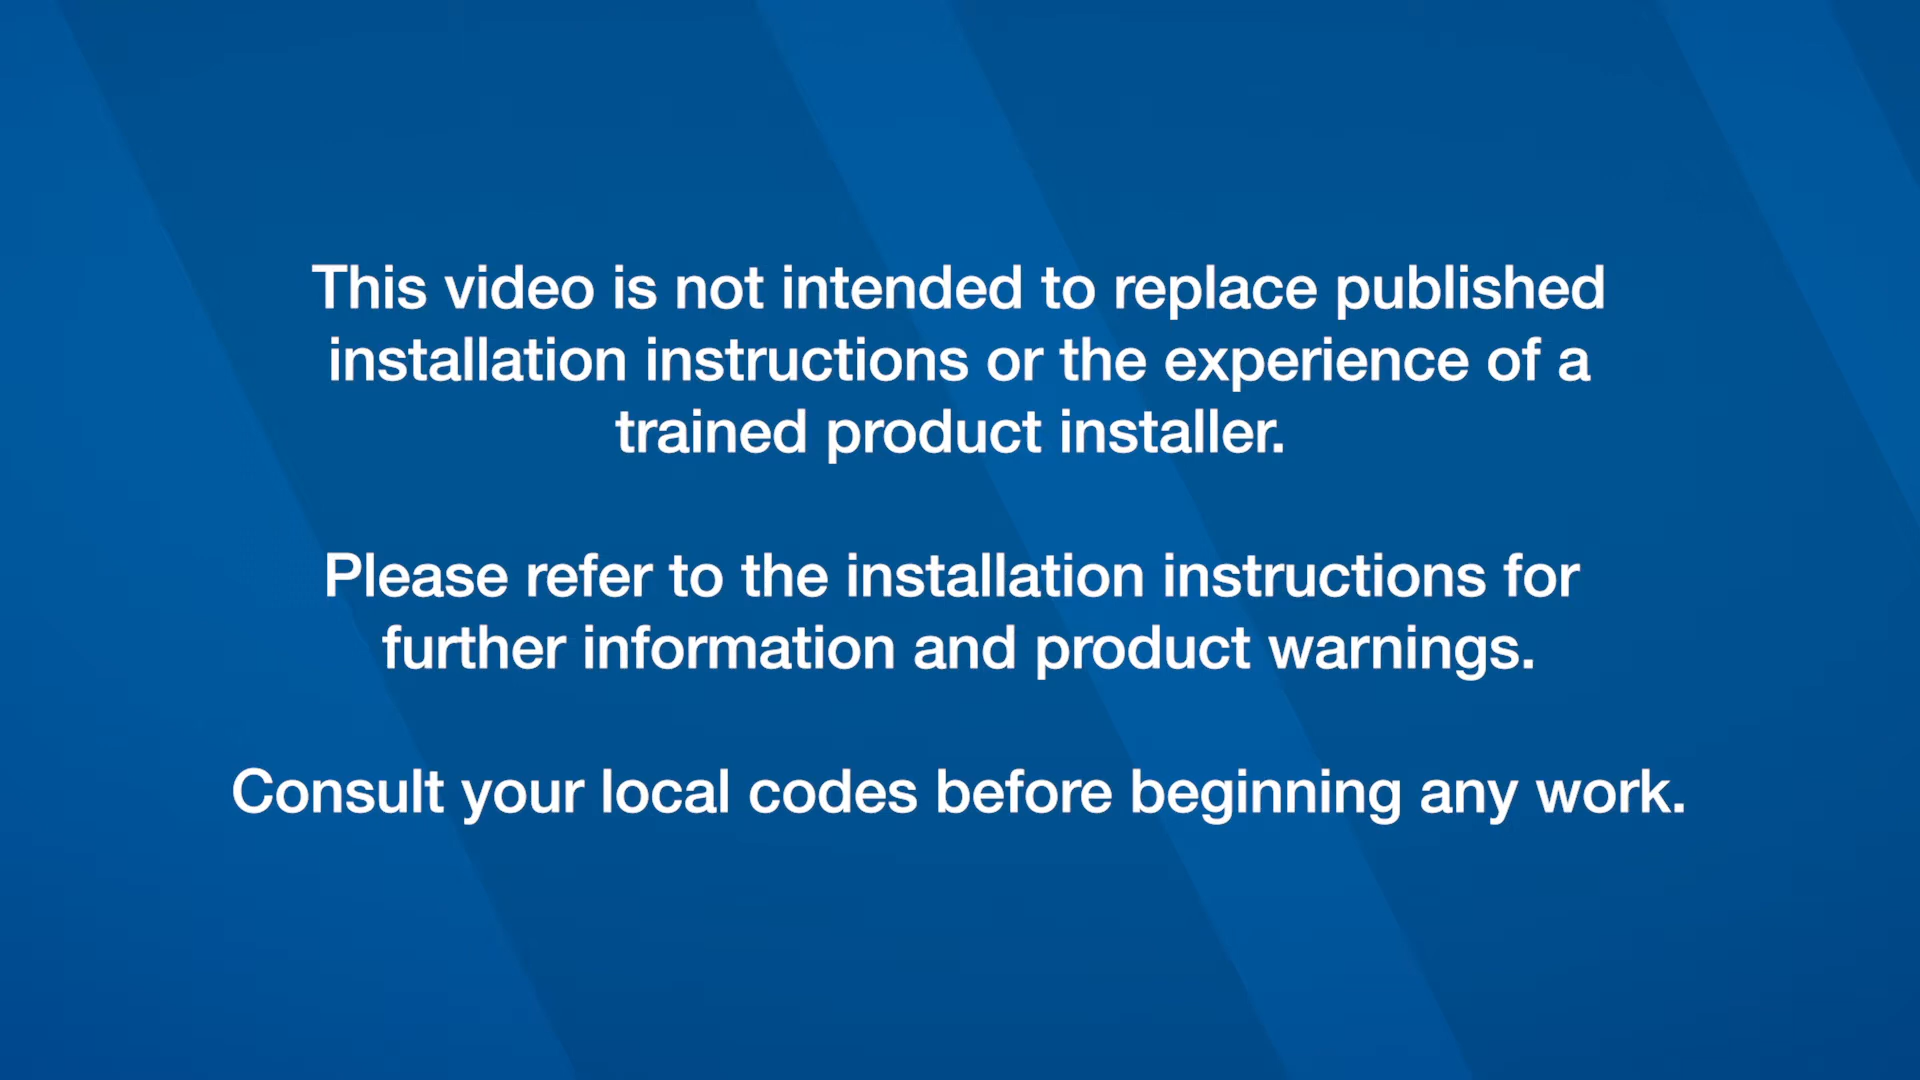 This video is not intended to replace published
installation instructions or the experience of a
trained product installer.
Please refer to the installation instructions for
further information and product warnings.
Consult your local codes before beginning any work.